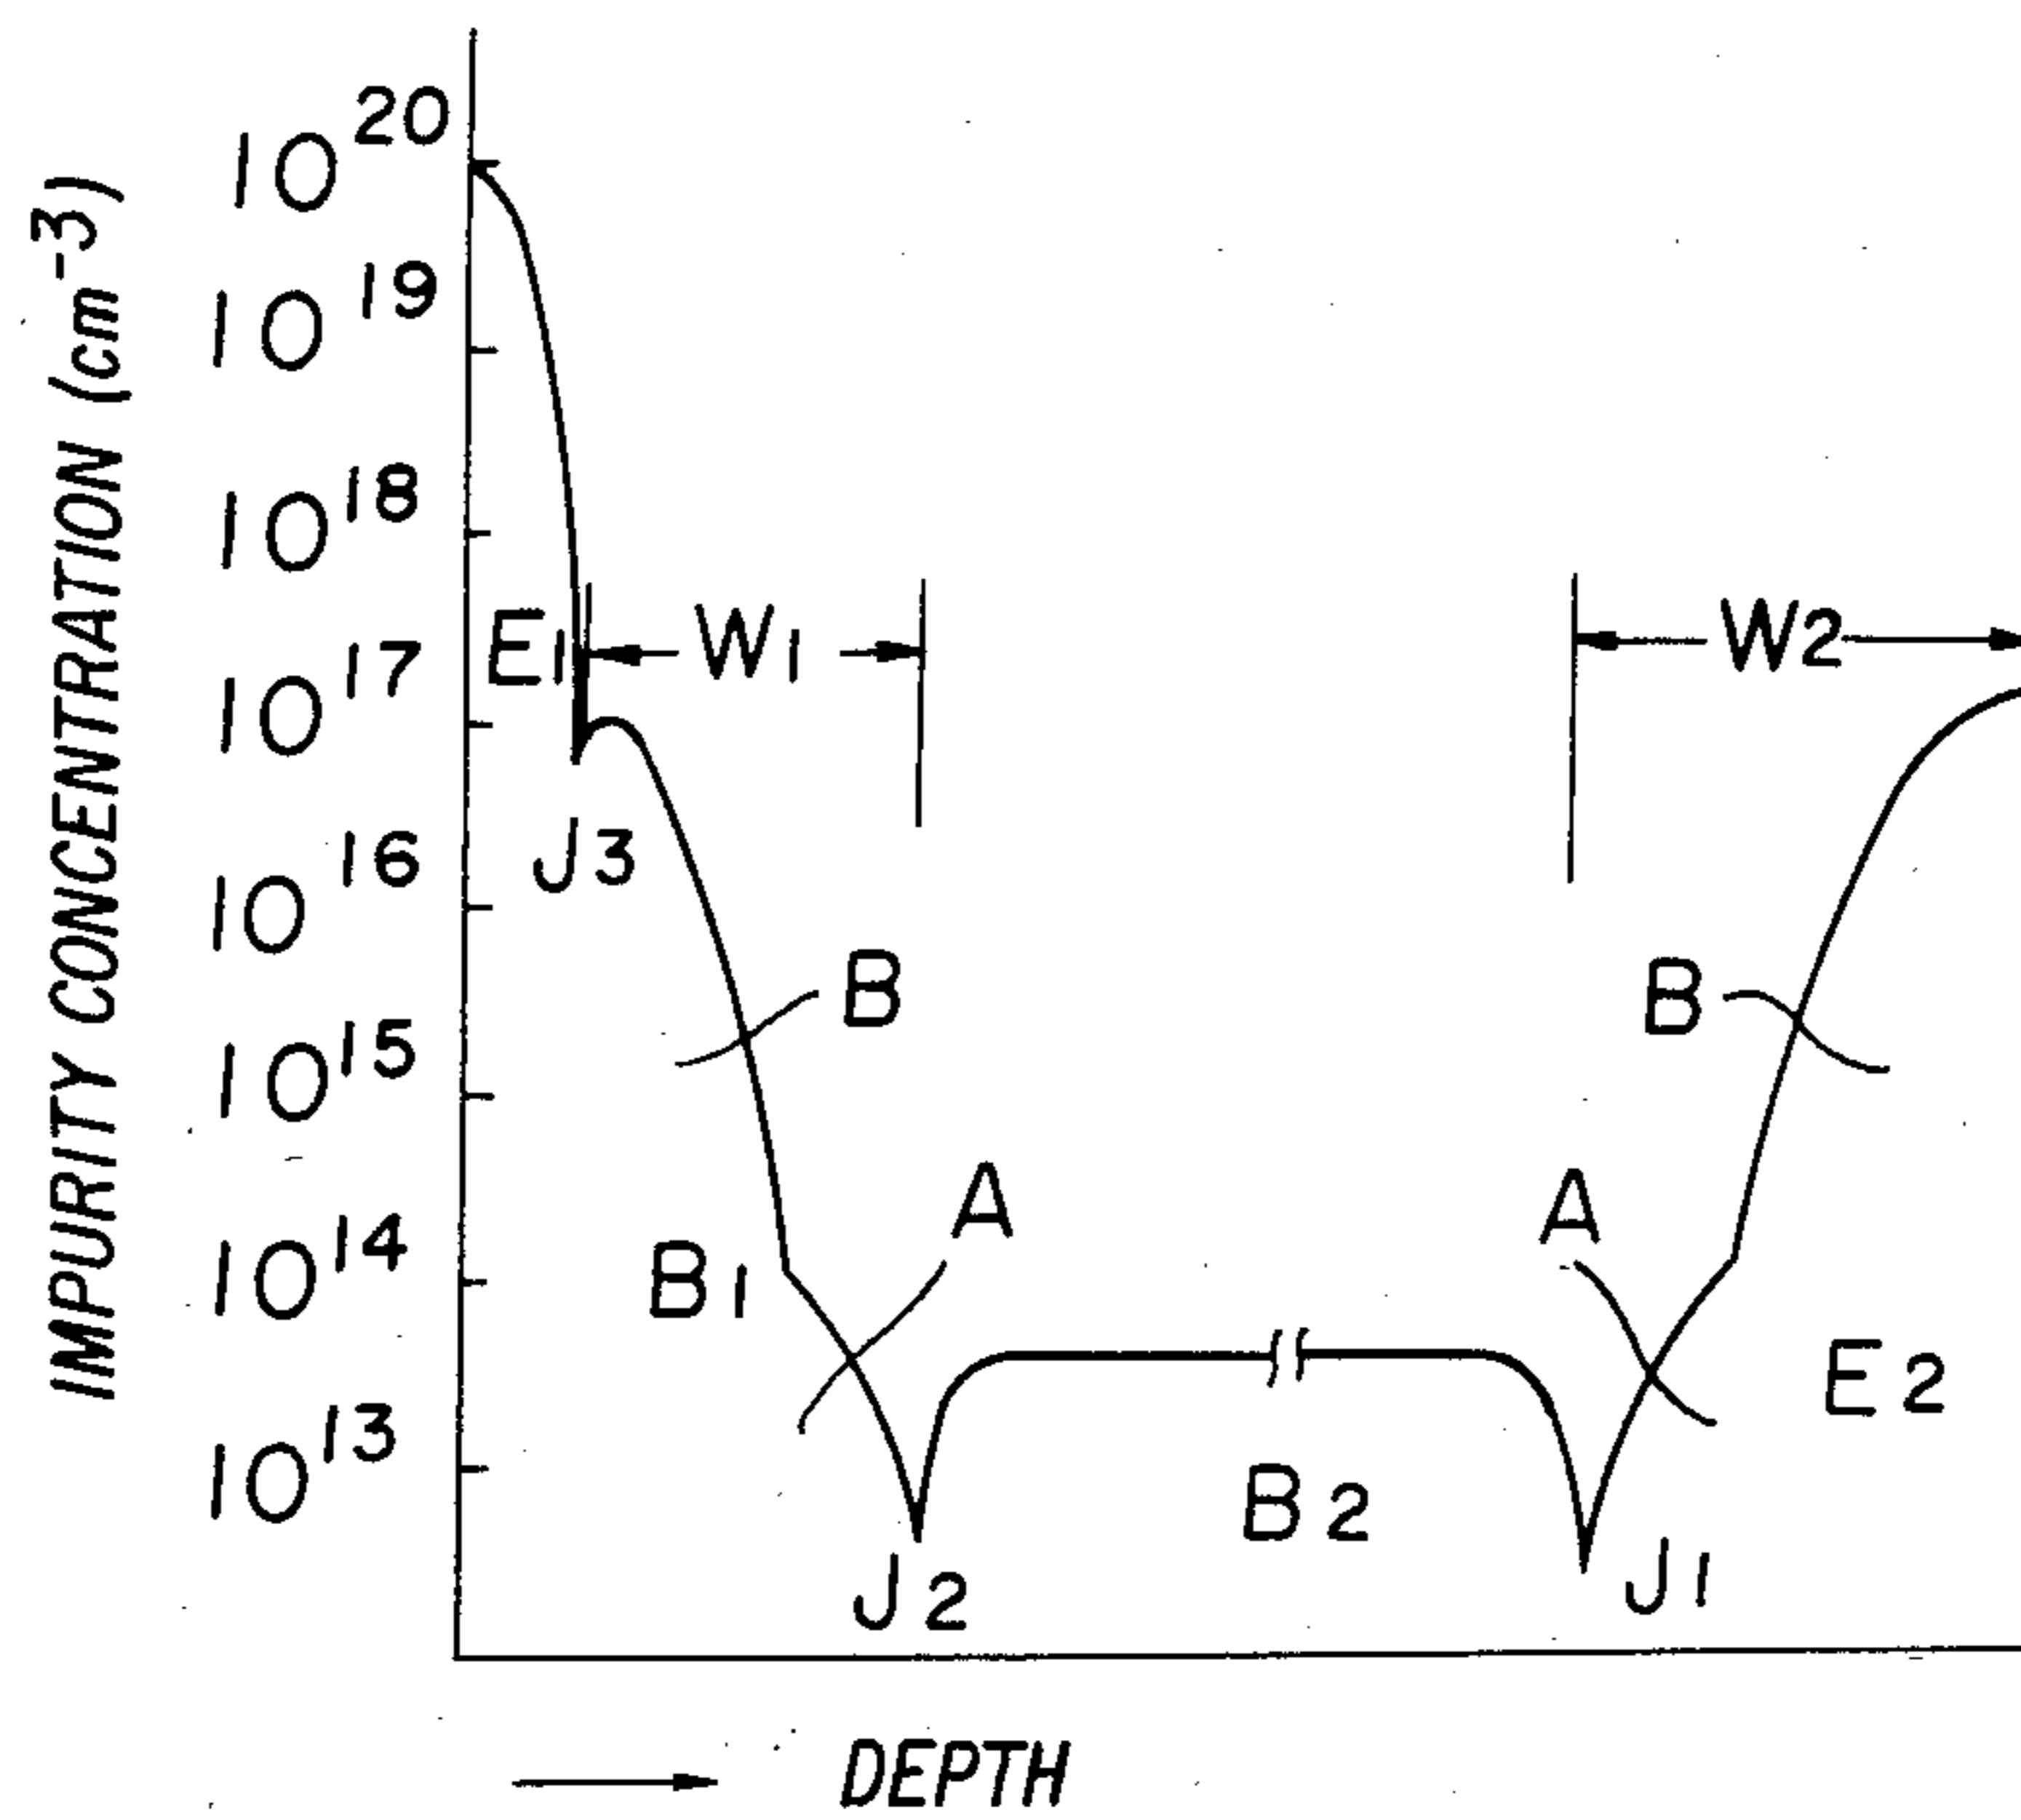 IMPURITY CONCENTRATION (cm⁻³)
10²⁰
10¹⁹
10¹⁸
10¹⁷
10¹⁶
10¹⁵
10¹⁴
10¹³
E1 W1 W2
J3
B B
A A
B1
E2
B2
J2 J1
DEPTH